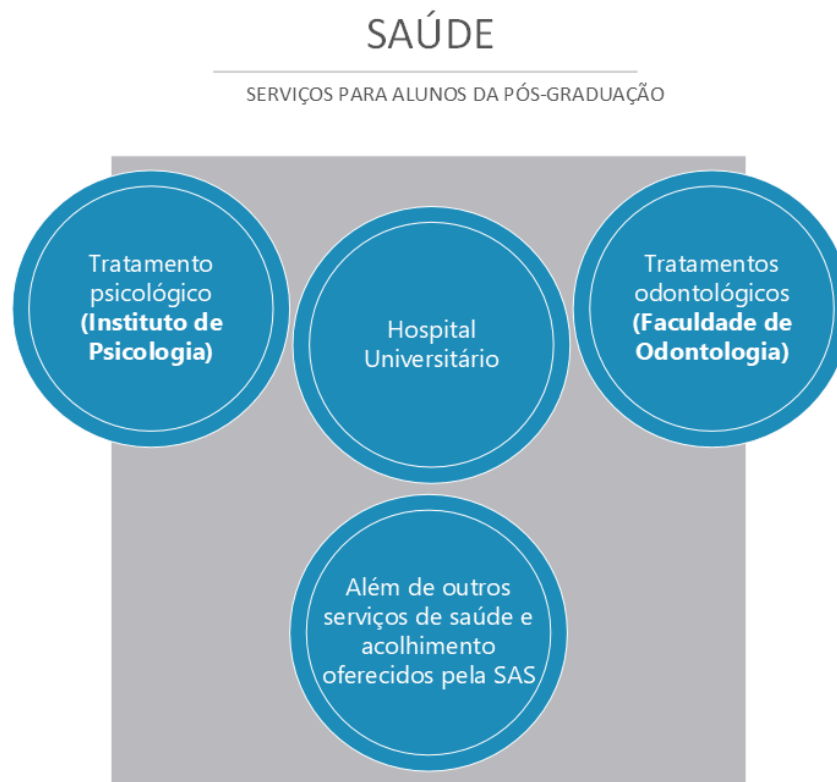 SAÚDE
SERVIÇOS PARA ALUNOS DA PÓS-GRADUAÇÃO
Tratamento
psicológico
(Instituto de
Psicologia)
Hospital
Universitário
Tratamentos
odontológicos
(Faculdade de
Odontologia)
Além de outros
serviços de saúde e
acolhimento
oferecidos pela SAS